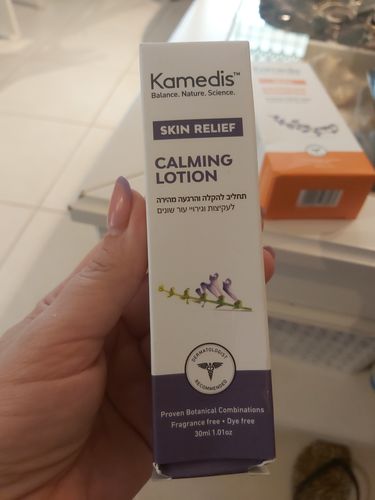 Kamedis™
Balance. Nature. Science.
SKIN RELIEF
CALMING
LOTION
תחליב להקלה והרגעה מהירה
לעקיצות וגירויי עור שונים
DERMATOLOGIST
RECOMMENDED
Proven Botanical Combinations
Fragrance free • Dye free
30ml 1.01oz
Kamedis